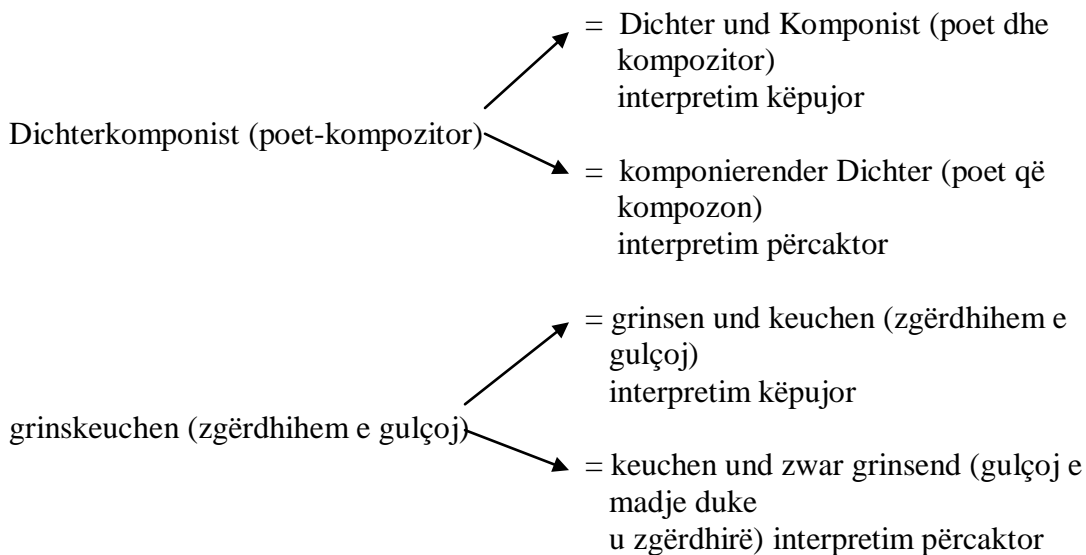 = Dichter und Komponist (poet dhe
kompozitor)
interpretim këpujor
Dichterkomponist (poet-kompozitor)
= komponierender Dichter (poet që
kompozon)
interpretim përcaktor
= grinsen und keuchen (zgërdhihem e
gulçoj)
interpretim këpujor
grinskeuchen (zgërdhihem e gulçoj)
= keuchen und zwar grinsend (gulçoj e
madje duke
u zgërdhirë) interpretim përcaktor